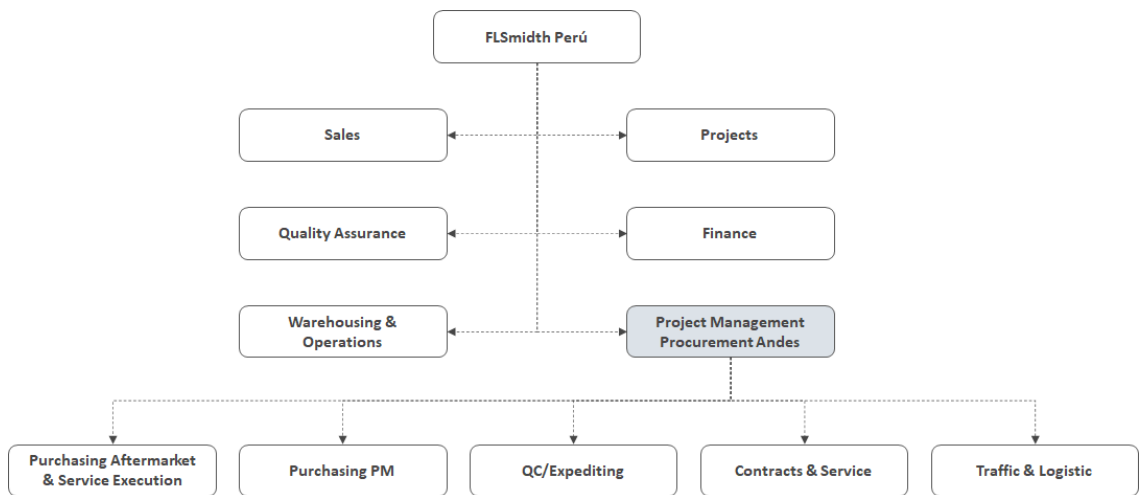 FLSmidth Perú
Sales
Projects
Quality Assurance
Finance
Warehousing &
Operations
Project Management
Procurement Andes
Purchasing Aftermarket
& Service Execution
Purchasing PM
QC/Expediting
Contracts & Service
Traffic & Logistic